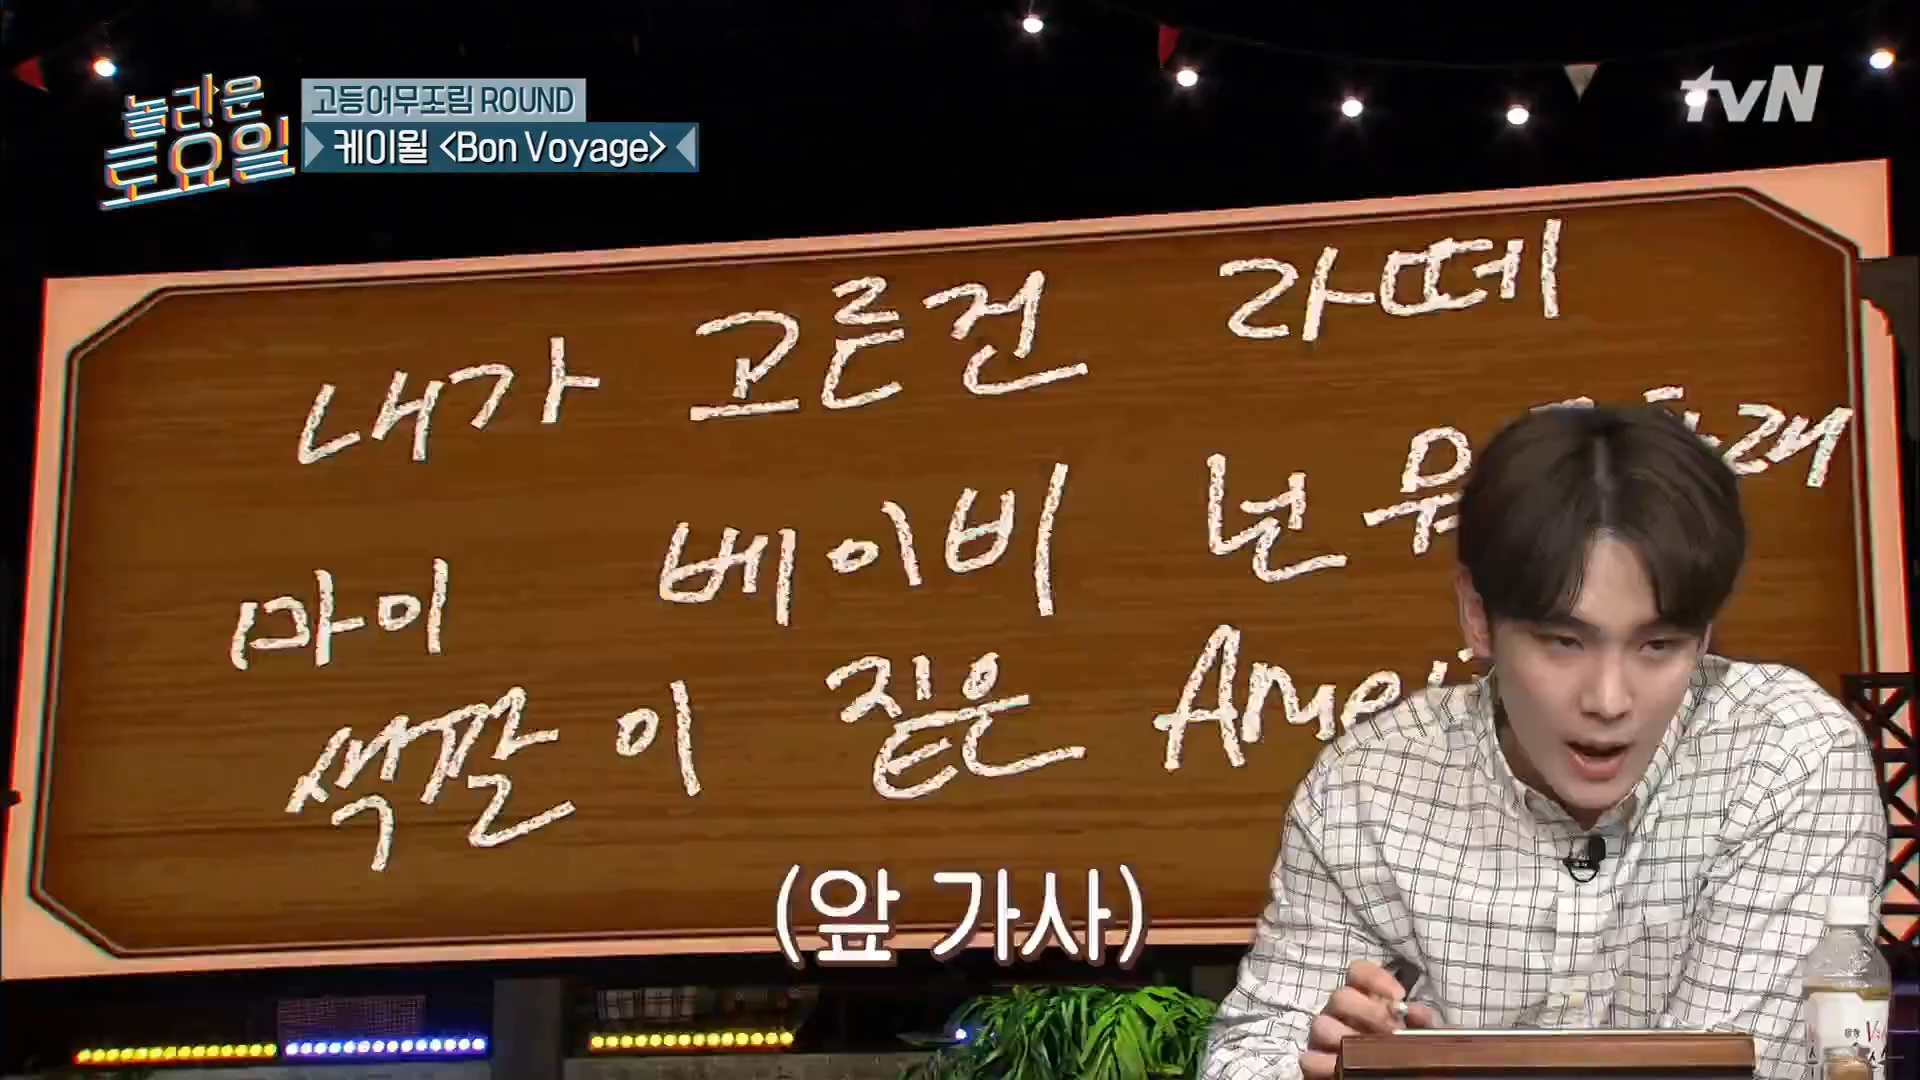 놀라운
토요일
고등어무조림 ROUND
케이윌 <Bon Voyage>
tvN
내가 고른건 라떼
마이 베이비 넌
색깔이 짙은
(앞 가사)